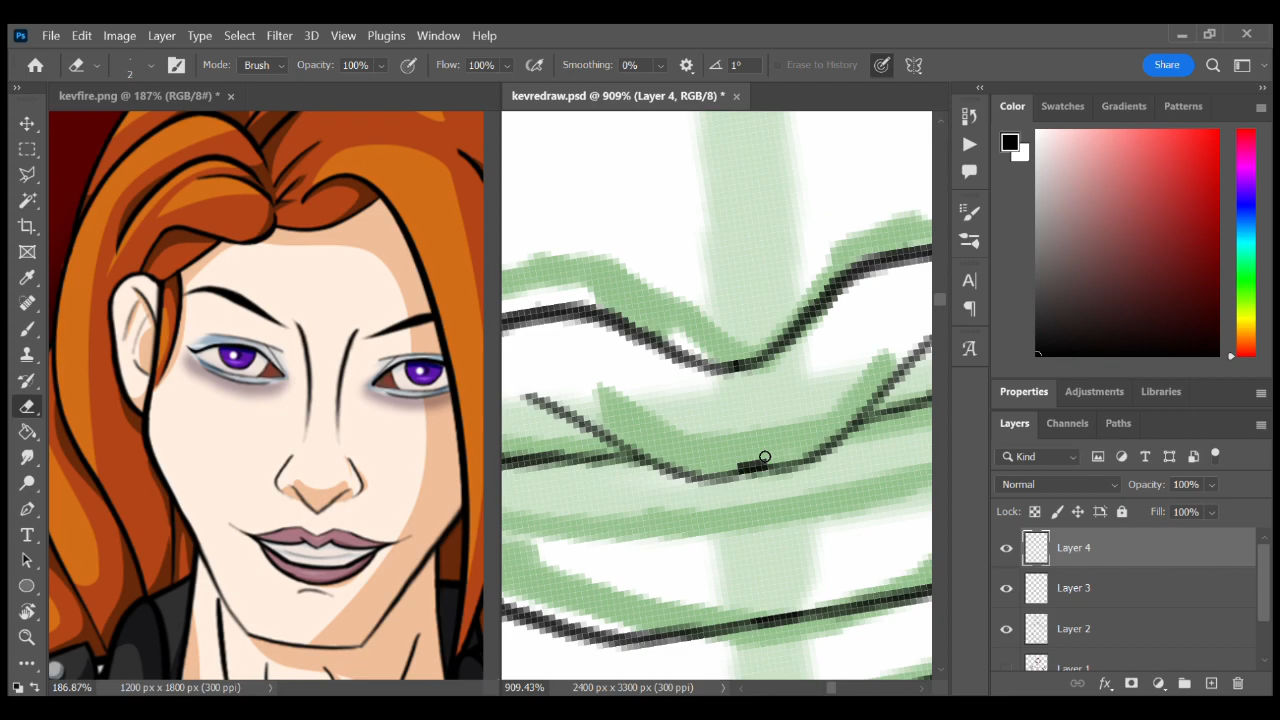 Ps File Edit Image Layer Type Select Filter 3D View Plugins Window Help
2 Mode: Brush Opacity: 100% Flow: 100% Smoothing: 0% 1° Erase to History Share
kevfire.png @ 187% (RGB/8#) * × kevredraw.psd @ 909% (Layer 4, RGB/8) * ×
Color Swatches Gradients Patterns
Properties Adjustments Libraries
Layers Channels Paths
Kind
Normal Opacity: 100%
Lock: Fill: 100%
Layer 4
Layer 3
Layer 2
Layer 1
186.87% 1200 px x 1800 px (300 ppi) 909.43% 2400 px x 3300 px (300 ppi)